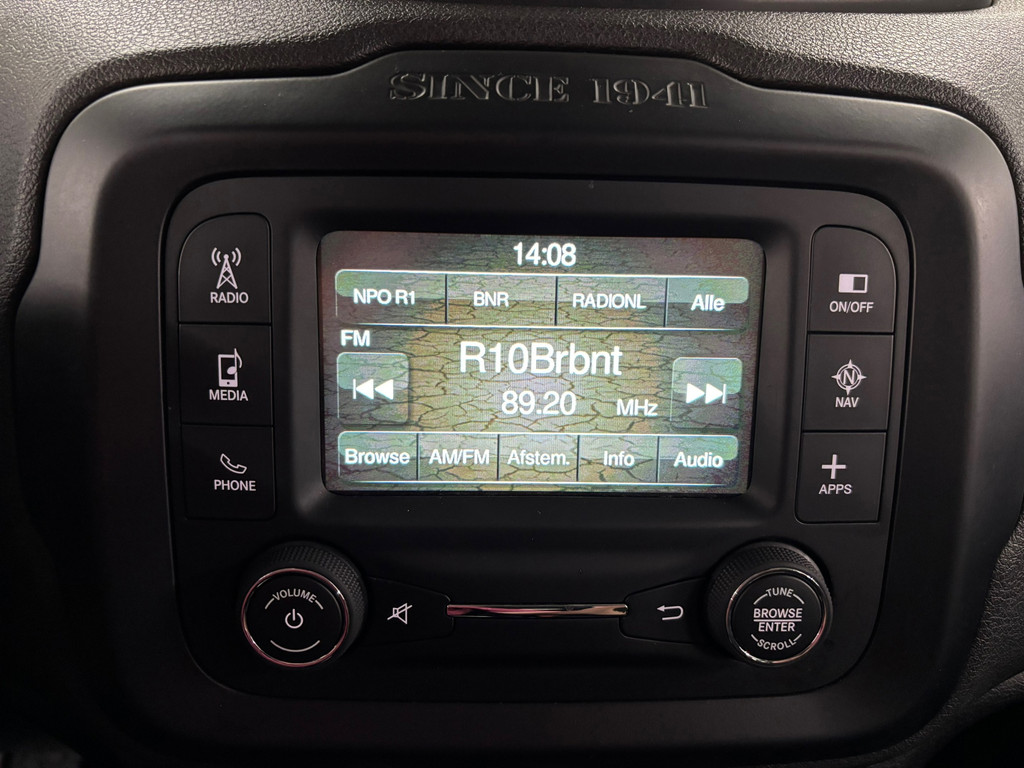 SINCE 1941
14:08
NPO R1 BNR RADIONL Alle
FM
R10Brbnt
89.20 MHz
Browse AM/FM Afstem. Info Audio
RADIO
MEDIA
PHONE
ON/OFF
N
NAV
APPS
VOLUME
TUNE
BROWSE
ENTER
SCROLL